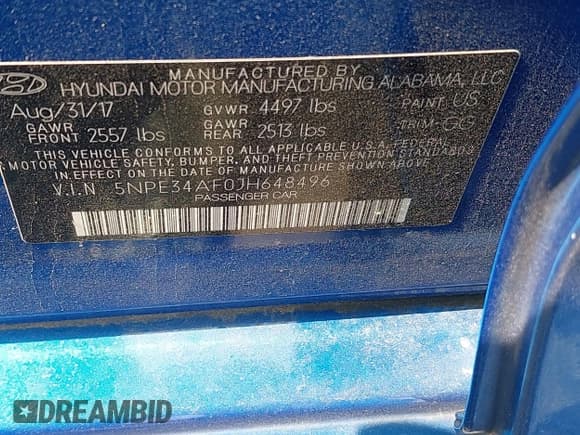 MANUFACTURED BY
HYUNDAI MOTOR MANUFACTURING ALABAMA, LLC
Aug/31/17 GVWR 4497 lbs PAINT: US
GAWR FRONT 2557 lbs GAWR REAR 2513 lbs TRIM: GG
THIS VEHICLE CONFORMS TO ALL APPLICABLE U.S.A. FEDERAL
MOTOR VEHICLE SAFETY, BUMPER, AND THEFT PREVENTION STANDARDS
IN EFFECT ON THE DATE OF MANUFACTURE SHOWN ABOVE.
V.I.N 5NPE34AF0JH648496
PASSENGER CAR
DREAMBID